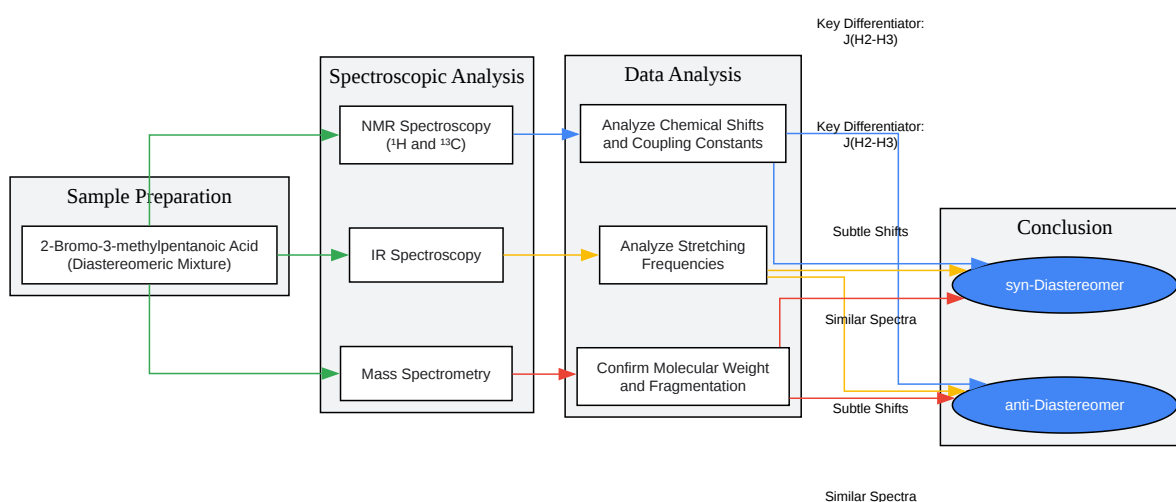 Key Differentiator:
J(H2-H3)
Spectroscopic Analysis
Data Analysis
NMR Spectroscopy
(¹H and ¹³C)
Analyze Chemical Shifts
and Coupling Constants
Key Differentiator:
J(H2-H3)
Sample Preparation
2-Bromo-3-methylpentanoic Acid
(Diastereomeric Mixture)
IR Spectroscopy
Analyze Stretching
Frequencies
Subtle Shifts
Conclusion
syn-Diastereomer
Similar Spectra
Mass Spectrometry
Confirm Molecular Weight
and Fragmentation
Subtle Shifts
anti-Diastereomer
Similar Spectra